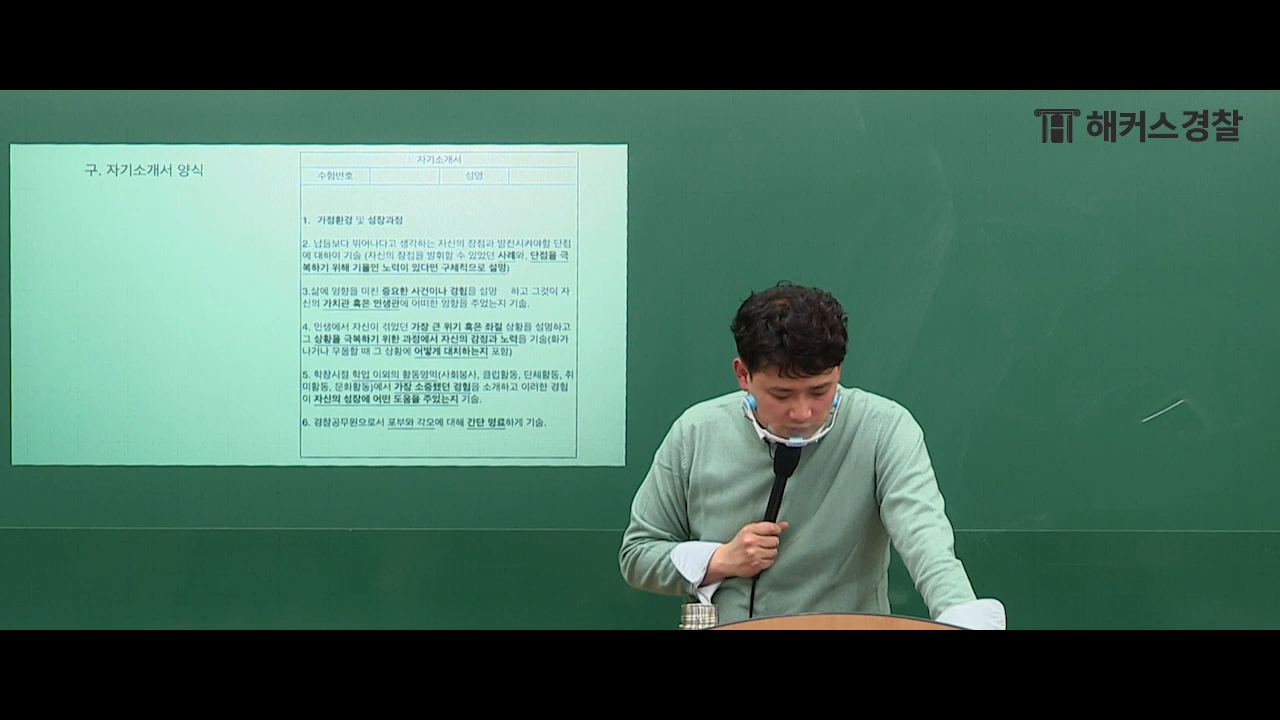 해커스경찰
구. 자기소개서 양식
자기소개서
수험번호 성명
1. 가정환경 및 성장과정
2. 남들보다 뛰어나다고 생각하는 자신의 장점과 발전시켜야할 단점
에 대하여 기술 (자신의 장점을 발휘할 수 있었던 사례와, 단점을 극
복하기 위해 기울인 노력이 있다면 구체적으로 설명)
3.삶에 영향을 미친 중요한 사건이나 경험을 설명 하고 그것이 자
신의 가치관 혹은 인생관에 어떠한 영향을 주었는지 기술.
4. 인생에서 자신이 겪었던 가장 큰 위기 혹은 좌절 상황을 설명하고
그 상황을 극복하기 위한 과정에서 자신의 감정과 노력을 기술(화가
나거나 우울할 때 그 상황에 어떻게 대처하는지 포함)
5. 학창시절 학업 이외의 활동영역(사회봉사, 클럽활동, 단체활동, 취
미활동, 문화활동)에서 가장 소중했던 경험을 소개하고 이러한 경험
이 자신의 성장에 어떤 도움을 주었는지 기술.
6. 경찰공무원으로서 포부와 각오에 대해 간단 명료하게 기술.